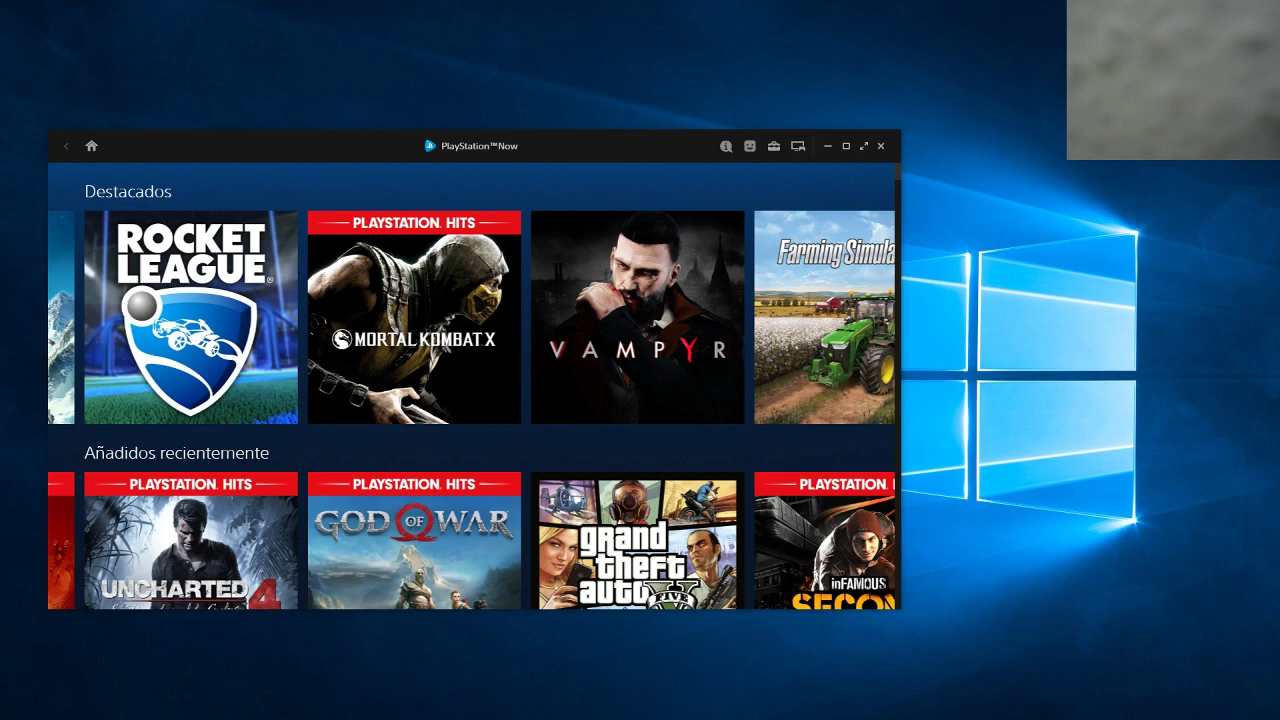 PlayStation™Now
Destacados
ROCKET
LEAGUE®
PLAYSTATION® HITS
MORTAL KOMBAT X
VAMPYR
Farming Simula
Añadidos recientemente
PLAYSTATION® HITS
UNCHARTED 4
PLAYSTATION® HITS
GOD OF WAR
grand
theft
auto
V
FIVE
PLAYSTATION®
inFAMOUS
SECON